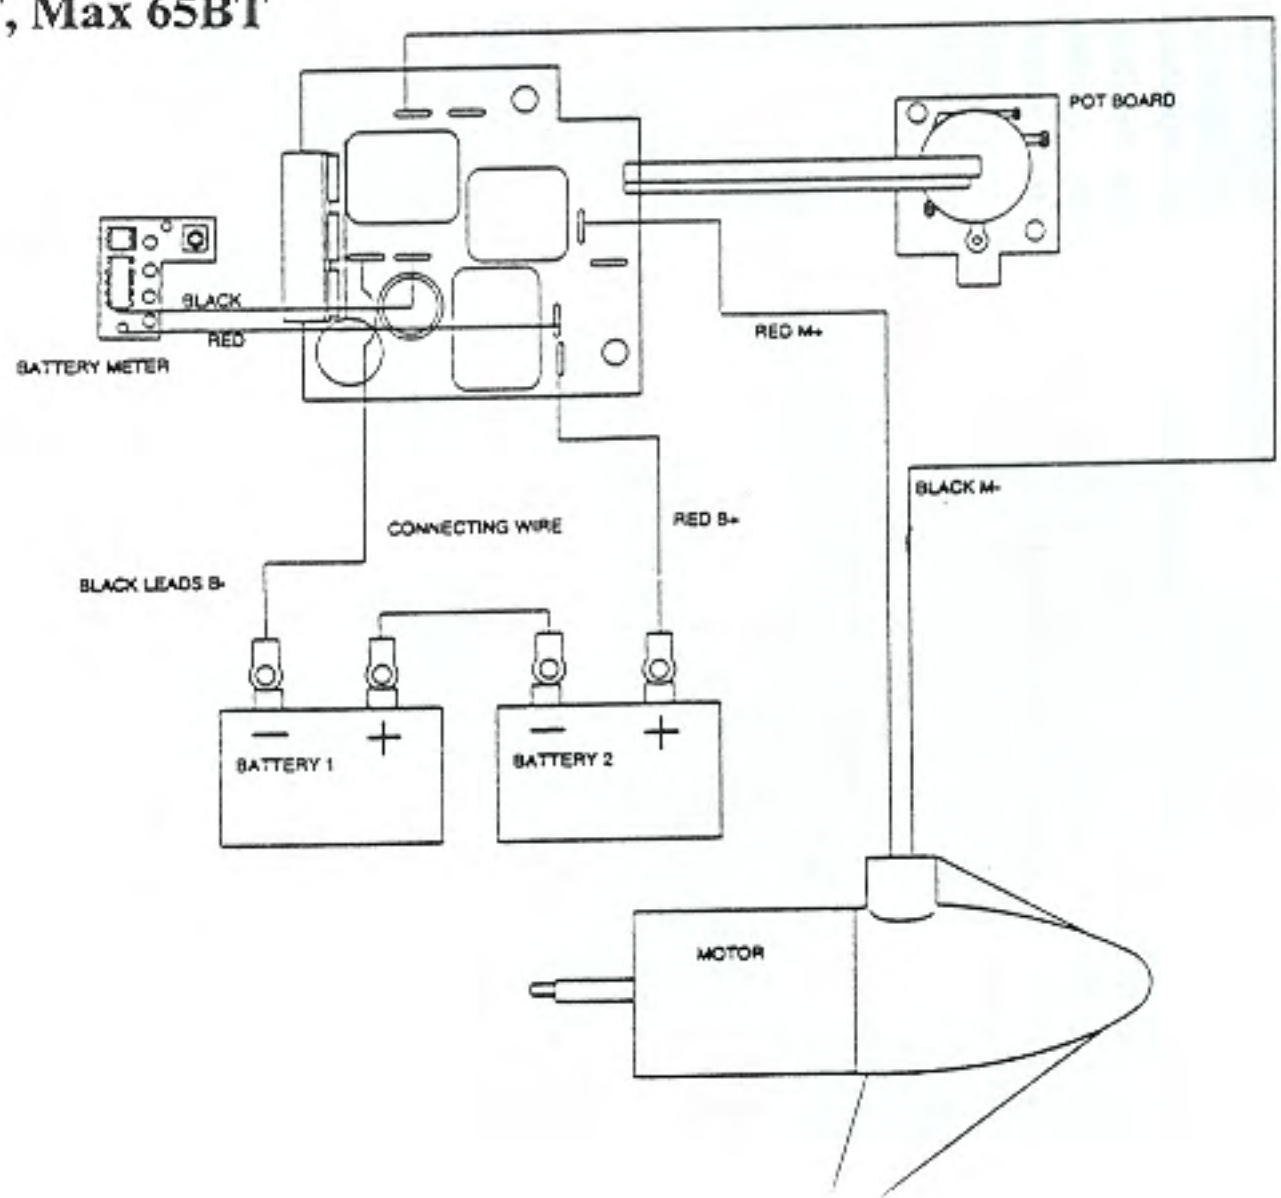 , Max 65BT
POT BOARD
BLACK
RED
BATTERY METER
RED M+
BLACK M-
CONNECTING WIRE
RED B+
BLACK LEADS B-
BATTERY 1
BATTERY 2
MOTOR